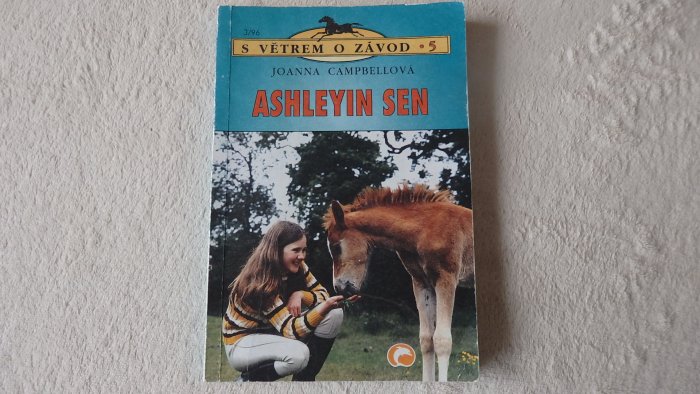 3/96
S VĚTREM O ZÁVOD • 5
JOANNA CAMPBELLOVÁ
ASHLEYIN SEN